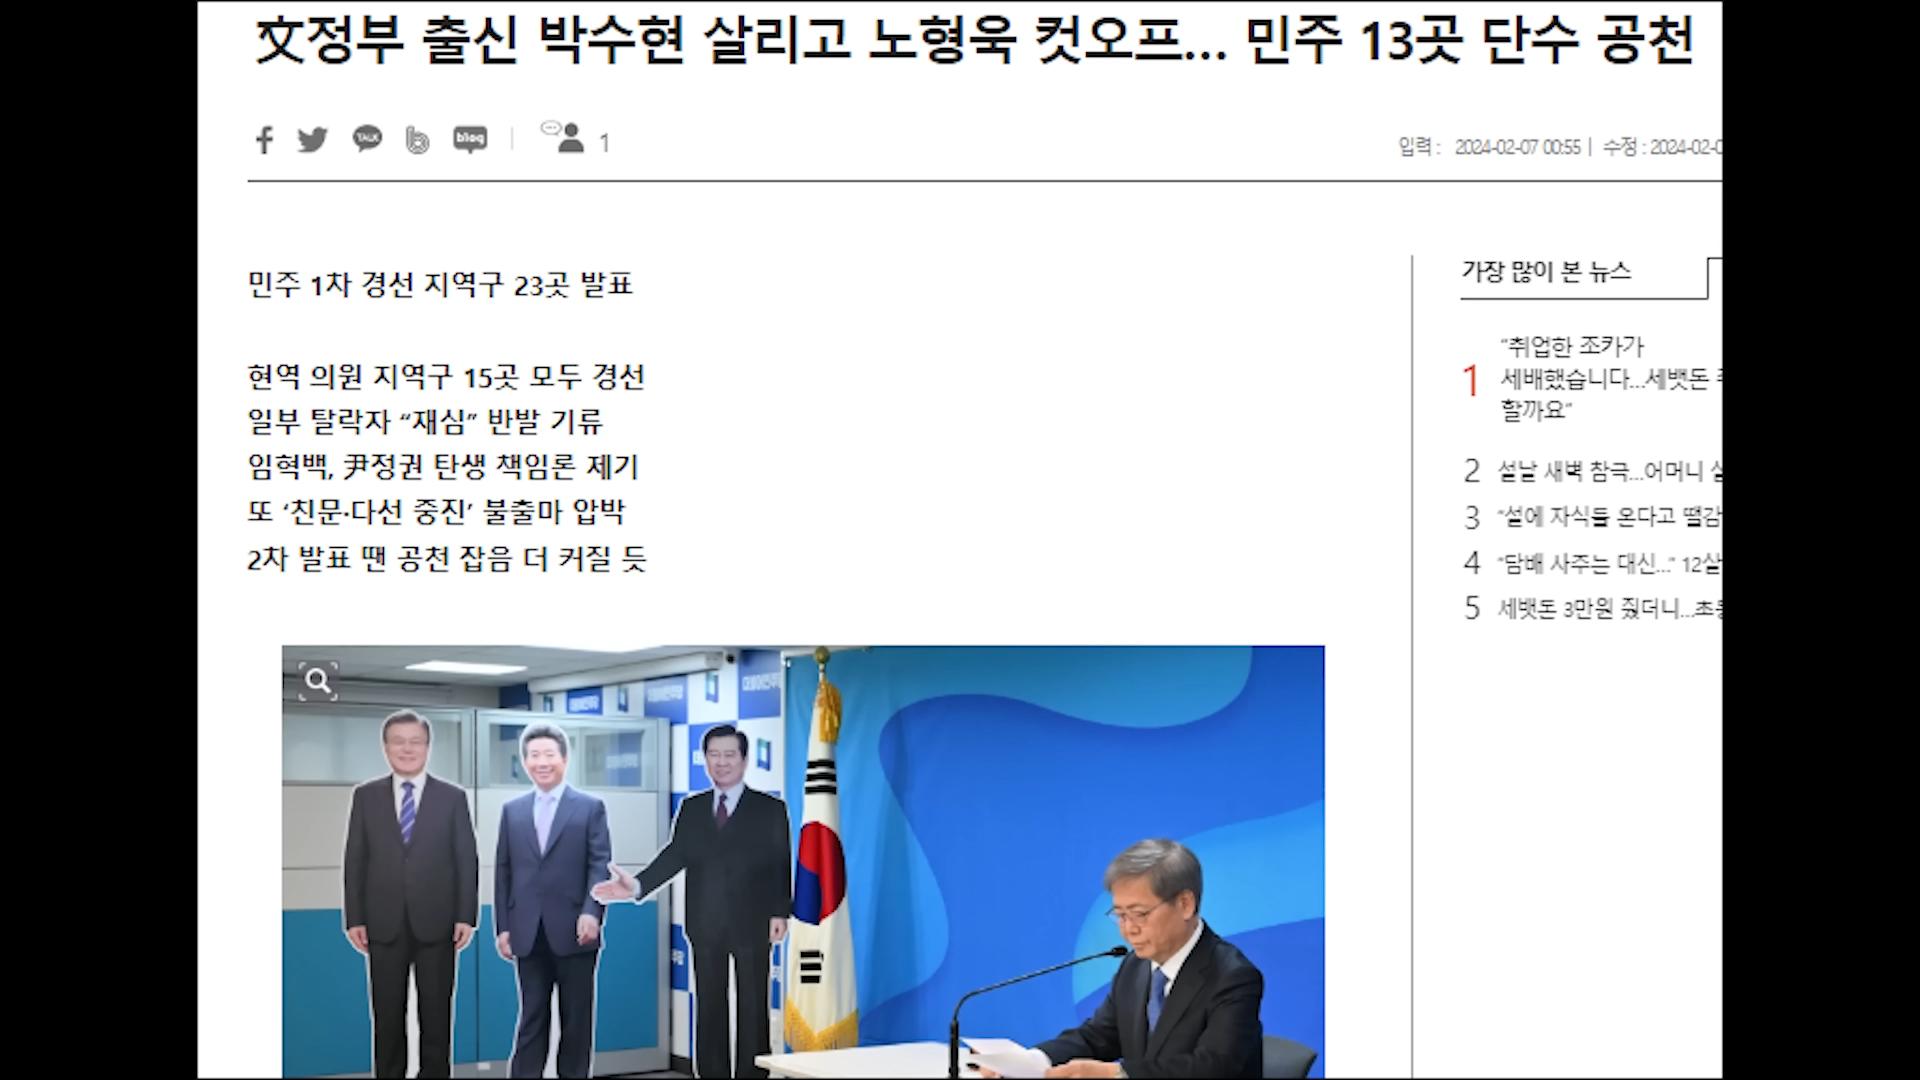 文정부 출신 박수현 살리고 노형욱 컷오프... 민주 13곳 단수 공천
TALK
blog
1
입력 : 2024-02-07 00:55 | 수정 : 2024-02-0
민주 1차 경선 지역구 23곳 발표
현역 의원 지역구 15곳 모두 경선
일부 탈락자 “재심” 반발 기류
임혁백, 尹정권 탄생 책임론 제기
또 ‘친문·다선 중진’ 불출마 압박
2차 발표 땐 공천 잡음 더 커질 듯
가장 많이 본 뉴스
1 “취업한 조카가
세배했습니다...세뱃돈
할까요”
2 설날 새벽 참극...어머니
3 “설에 자식들 온다고 땔감
4 “담배 사주는 대신...” 12살
5 세뱃돈 3만원 줬더니...초
더불어민주당